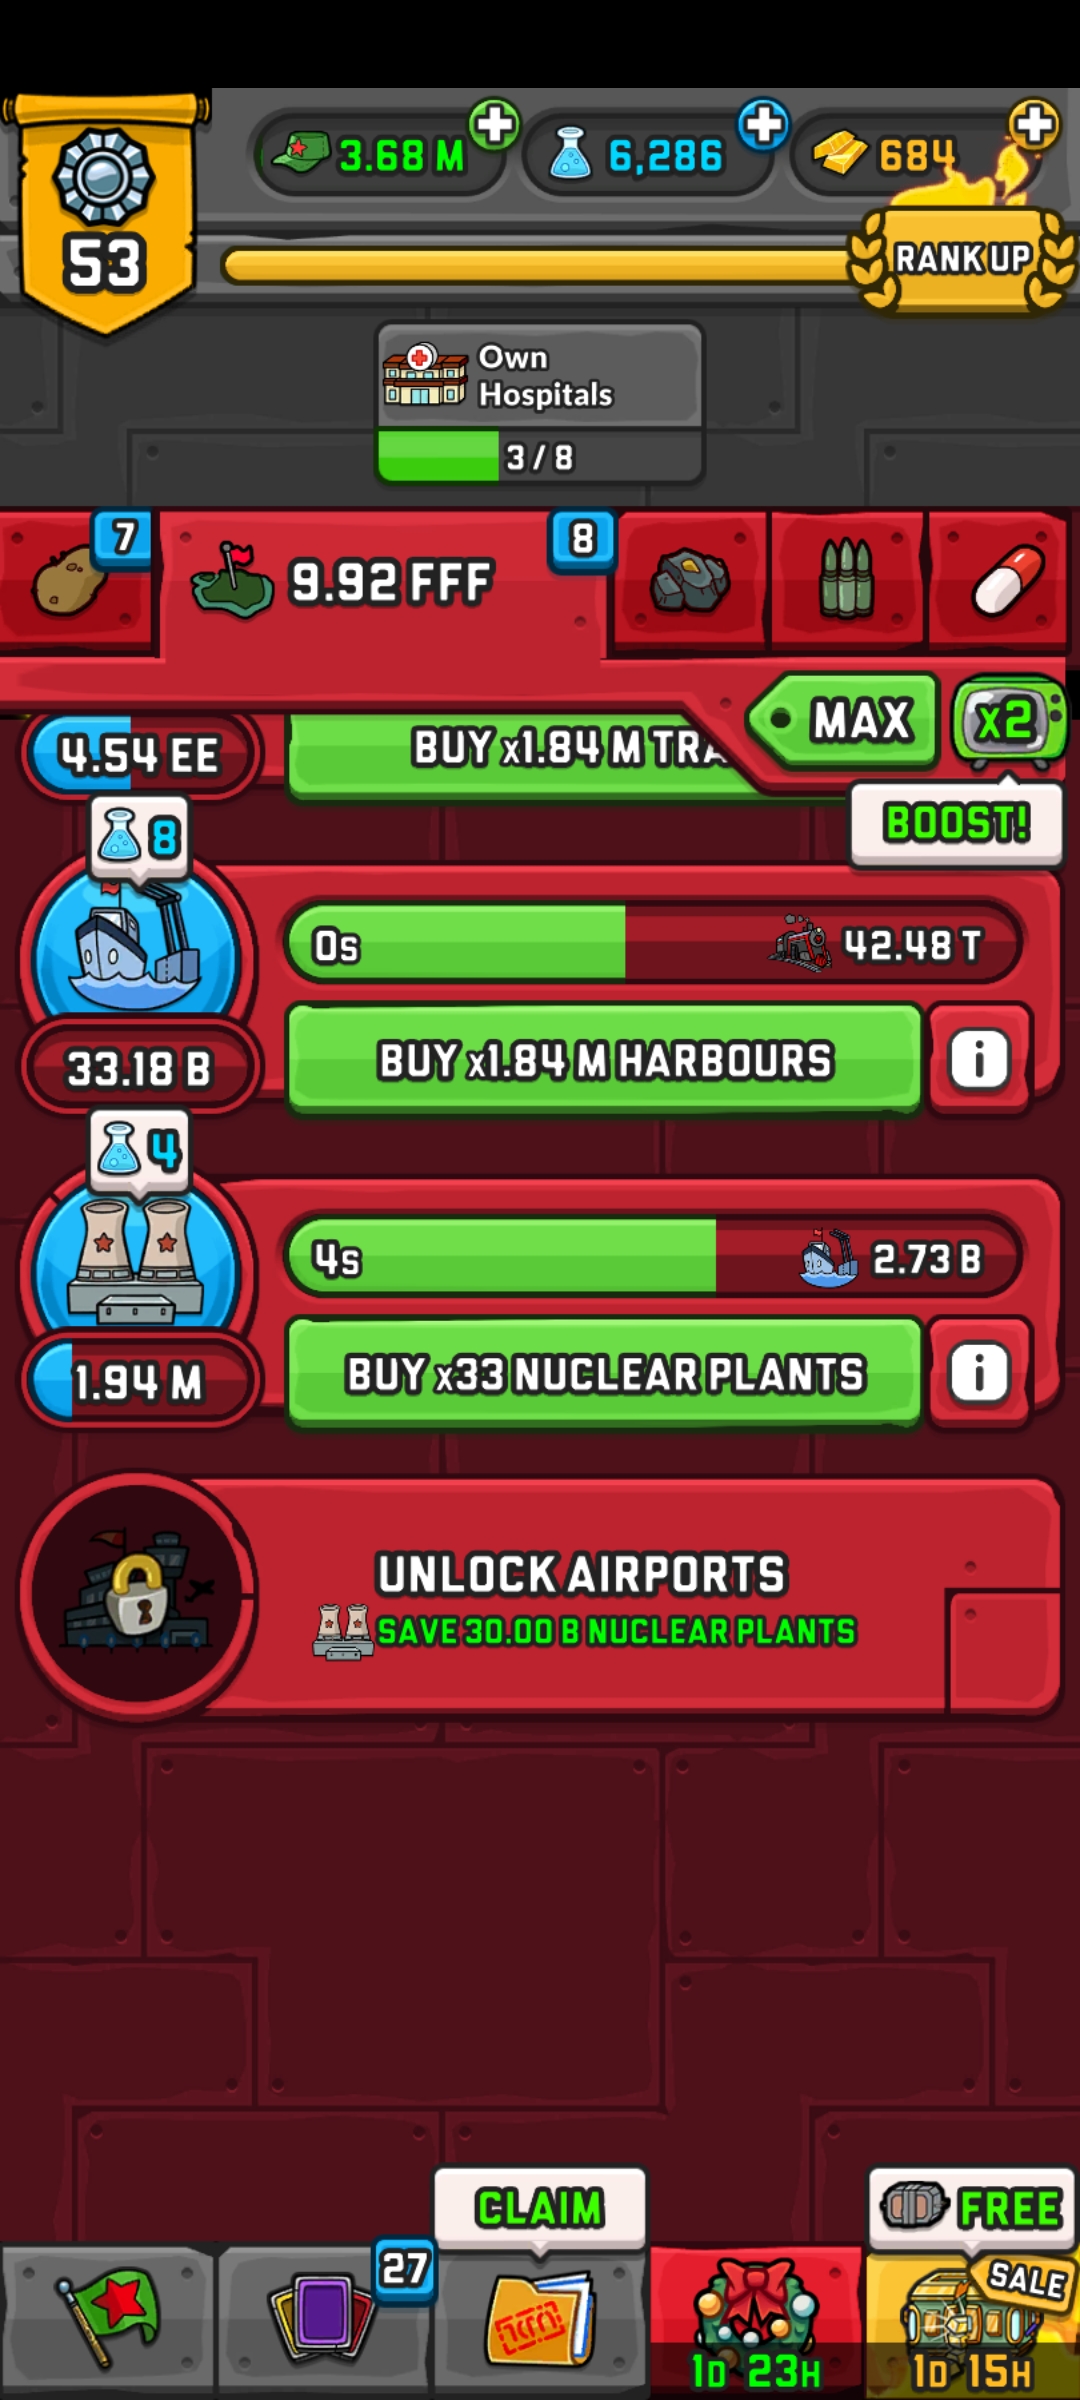 3.68 M
6,286
684
53
RANK UP
Own
Hospitals
3 / 8
7
9.92 FFF
8
MAX
x2
4.54 EE
BUY x1.84 M TRA
BOOST!
8
0s
42.48 T
33.18 B
BUY x1.84 M HARBOURS
i
4
4s
2.73 B
1.94 M
BUY x33 NUCLEAR PLANTS
i
UNLOCK AIRPORTS
SAVE 30.00 B NUCLEAR PLANTS
CLAIM
FREE
27
SALE
1D 23H
1D 15H